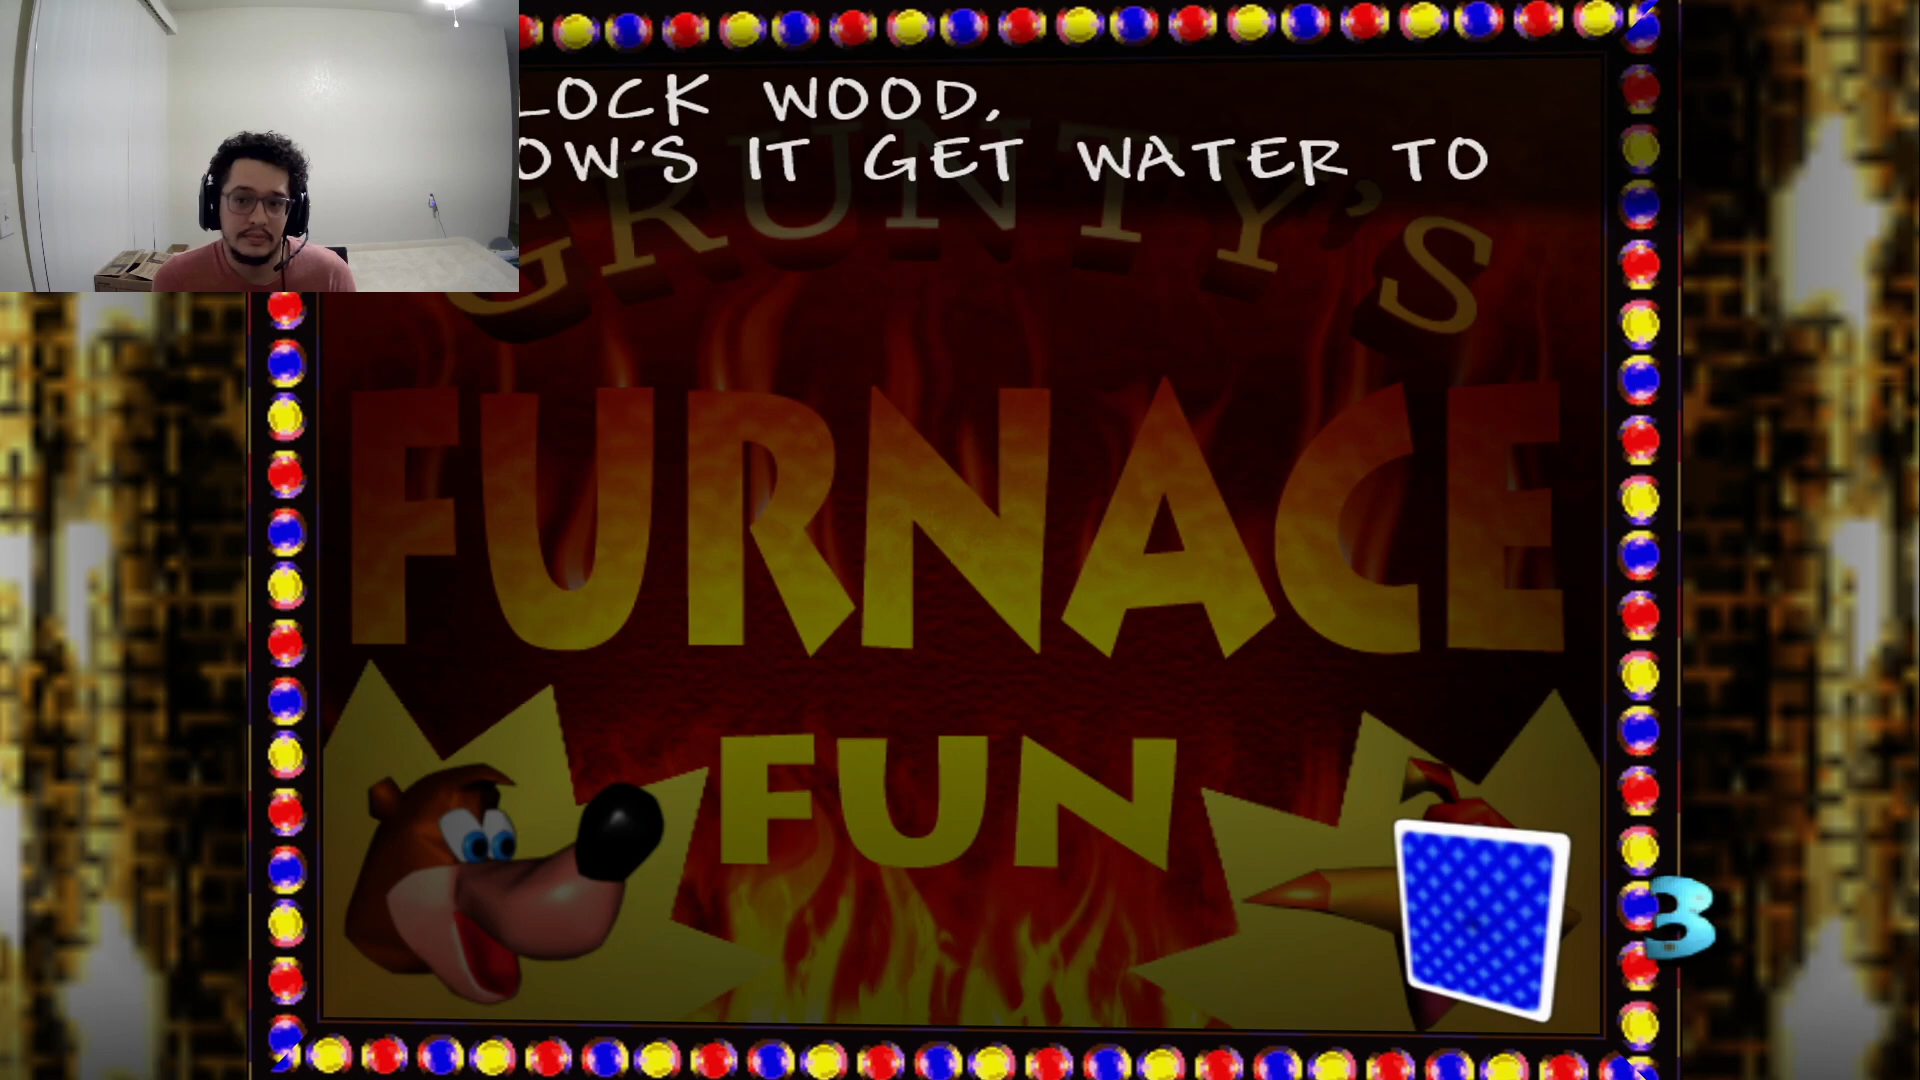 LOCK WOOD,
OW'S IT GET WATER TO
GRUNTY'S
FURNACE
FUN
3